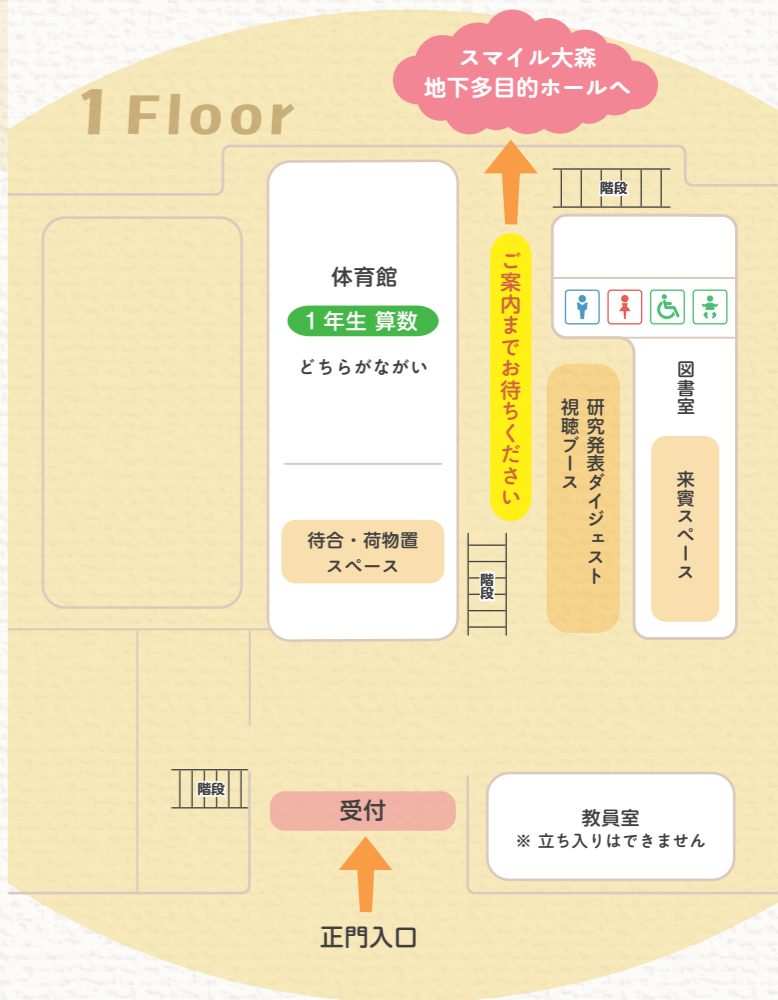 スマイル大森
地下多目的ホールへ
1 Floor
階段
体育館
1年生 算数
どちらがながい
ご案内までお待ちください
図書室
研究発表ダイジェスト
視聴ブース
来賓スペース
待合・荷物置
スペース
階段
階段
受付
教員室
※ 立ち入りはできません
正門入口